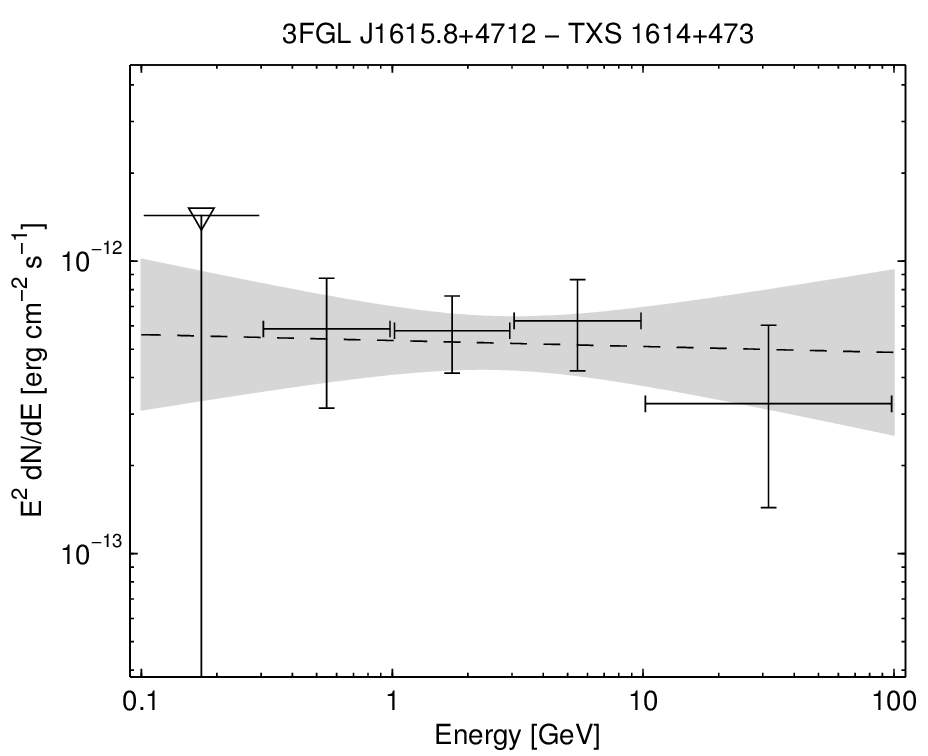 3FGL J1615.8+4712 − TXS 1614+473
E² dN/dE [erg cm⁻² s⁻¹]
10⁻¹²
10⁻¹³
0.1 1 10 100
Energy [GeV]